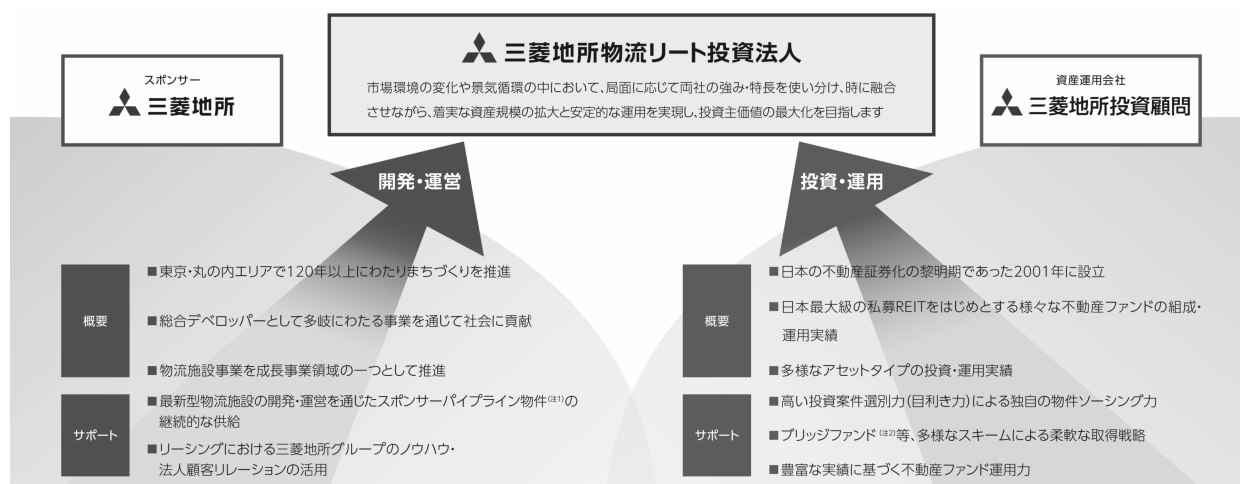 三菱地所物流リート投資法人
市場環境の変化や景気循環の中において、局面に応じて両社の強み・特長を使い分け、時に融合
させながら、着実な資産規模の拡大と安定的な運用を実現し、投資主価値の最大化を目指します
スポンサー
三菱地所
資産運用会社
三菱地所投資顧問
開発・運営
投資・運用
概要
■東京・丸の内エリアで120年以上にわたりまちづくりを推進
■総合デベロッパーとして多岐にわたる事業を通じて社会に貢献
■物流施設事業を成長事業領域の一つとして推進
サポート
■最新型物流施設の開発・運営を通じたスポンサーパイプライン物件(注1)の
継続的な供給
■リーシングにおける三菱地所グループのノウハウ・
法人顧客リレーションの活用
概要
■日本の不動産証券化の黎明期であった2001年に設立
■日本最大級の私募REITをはじめとする様々な不動産ファンドの組成・
運用実績
■多様なアセットタイプの投資・運用実績
サポート
■高い投資案件選別力(目利き力)による独自の物件ソーシング力
■ブリッジファンド(注2)等、多様なスキームによる柔軟な取得戦略
■豊富な実績に基づく不動産ファンド運用力